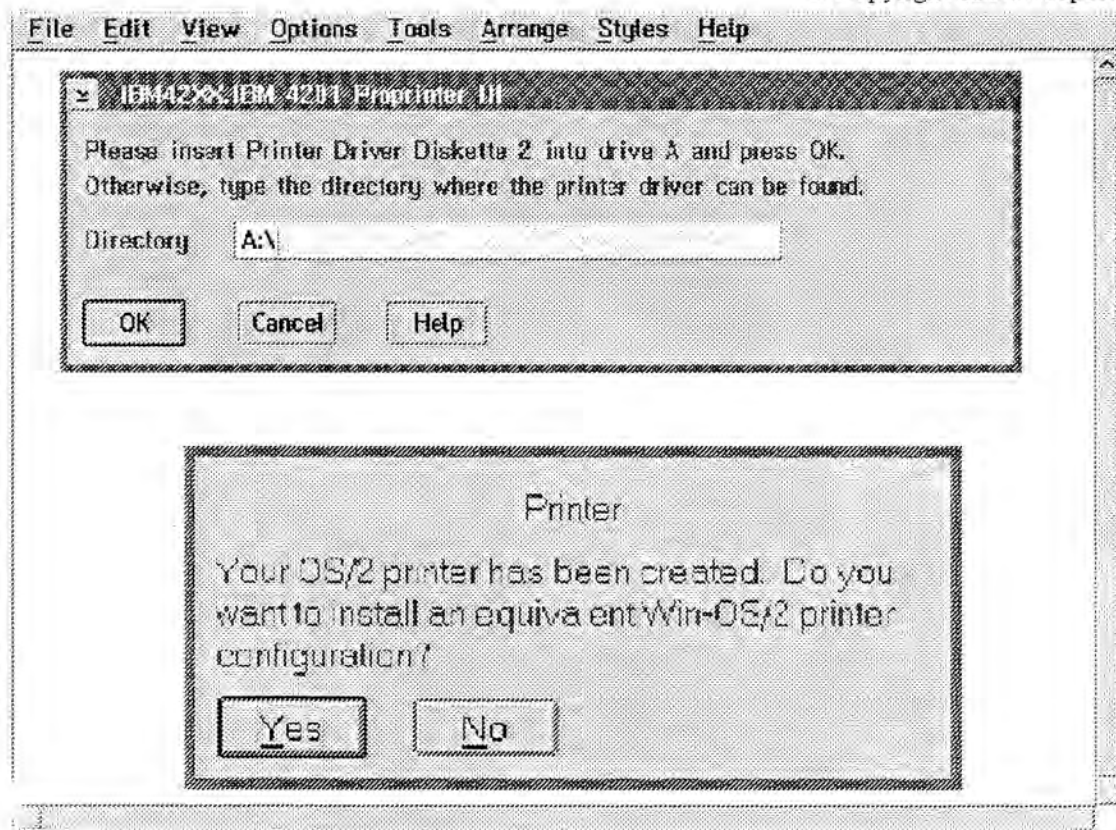 File Edit View Options Tools Arrange Styles Help
IBM42XX.IBM 4201 Proprinter III
Please insert Printer Driver Diskette 2 into drive A and press OK.
Otherwise, type the directory where the printer driver can be found.
Directory A:\
OK Cancel Help
Printer
Your OS/2 printer has been created. Do you
want to install an equivalent Win-OS/2 printer
configuration?
Yes No